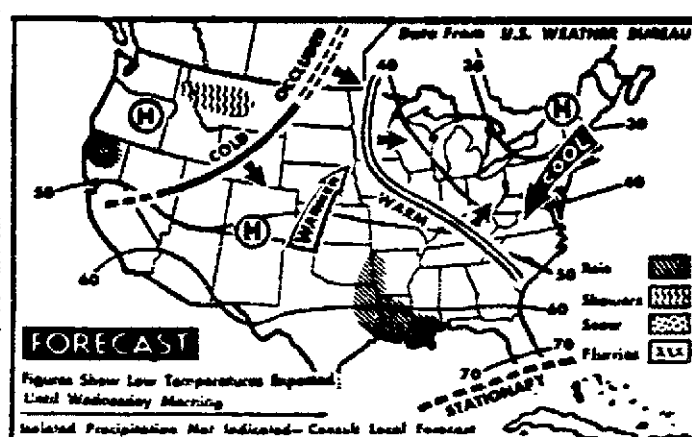 Data From U.S. WEATHER BUREAU
OCCLUDED
40
30
H
H
30
COLD
COOL
50
WARMER
WARM
40
H
60
50
Rain
60
Showers
Snow
FORECAST
70
Flurries
70
STATIONARY
Figures Show Low Temperatures Expected
Until Wednesday Morning
Isolated Precipitation Not Indicated— Consult Local Forecast